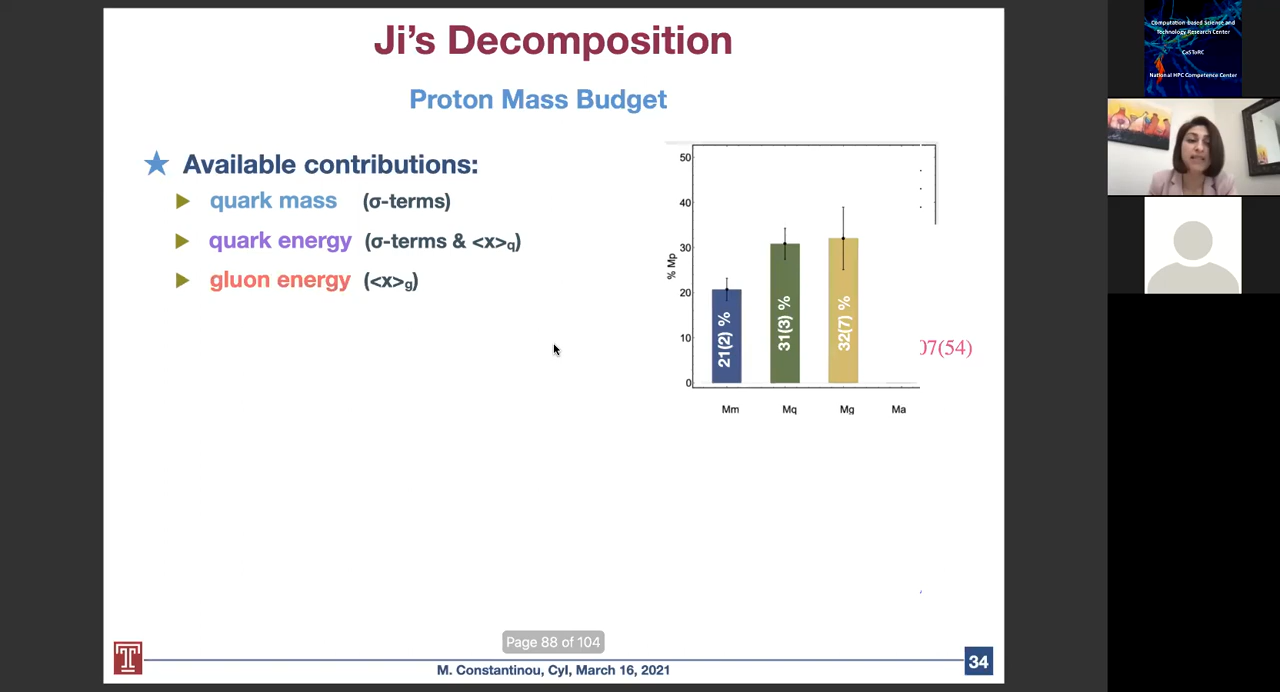 Ji’s Decomposition
Proton Mass Budget
Available contributions:
quark mass (σ-terms)
quark energy (σ-terms & <x>q)
gluon energy (<x>g)
50
40
30
20
10
0
% Mp
21(2) %
31(3) %
32(7) %
Mm Mq Mg Ma
07(54)
Page 88 of 104
M. Constantinou, CyI, March 16, 2021
34
Computation-based Science and
Technology Research Center
CaSToRC
National HPC Competence Center